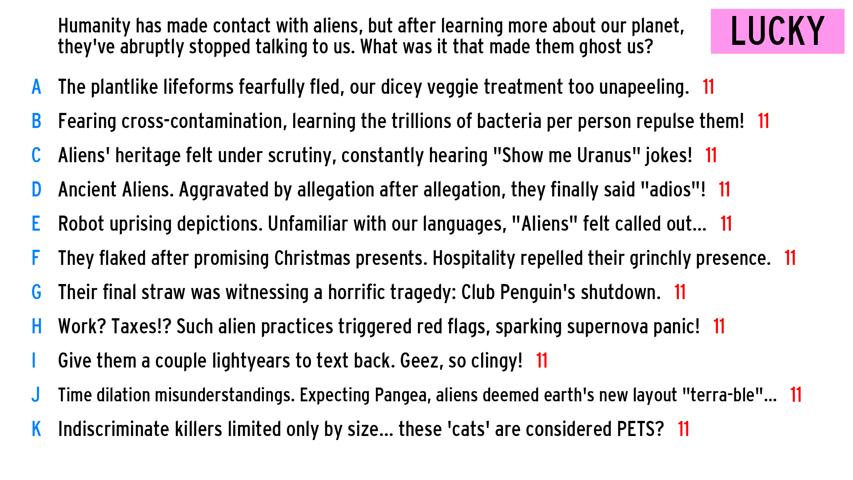 Humanity has made contact with aliens, but after learning more about our planet,
they've abruptly stopped talking to us. What was it that made them ghost us?
LUCKY
A The plantlike lifeforms fearfully fled, our dicey veggie treatment too unapeeling. 11
B Fearing cross-contamination, learning the trillions of bacteria per person repulse them! 11
C Aliens' heritage felt under scrutiny, constantly hearing "Show me Uranus" jokes! 11
D Ancient Aliens. Aggravated by allegation after allegation, they finally said "adios"! 11
E Robot uprising depictions. Unfamiliar with our languages, "Aliens" felt called out... 11
F They flaked after promising Christmas presents. Hospitality repelled their grinchly presence. 11
G Their final straw was witnessing a horrific tragedy: Club Penguin's shutdown. 11
H Work? Taxes!? Such alien practices triggered red flags, sparking supernova panic! 11
I Give them a couple lightyears to text back. Geez, so clingy! 11
J Time dilation misunderstandings. Expecting Pangea, aliens deemed earth's new layout "terra-ble"... 11
K Indiscriminate killers limited only by size... these 'cats' are considered PETS? 11